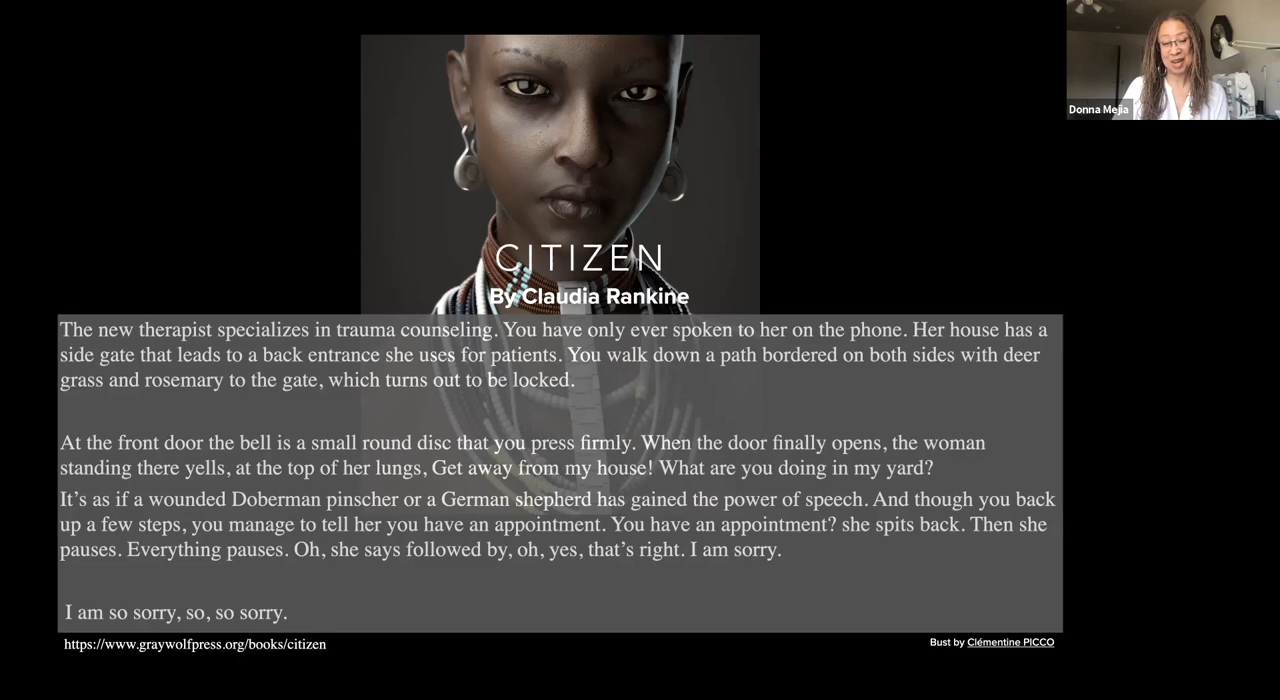 Donna Mejia
CITIZEN
By Claudia Rankine
The new therapist specializes in trauma counseling. You have only ever spoken to her on the phone. Her house has a
side gate that leads to a back entrance she uses for patients. You walk down a path bordered on both sides with deer
grass and rosemary to the gate, which turns out to be locked.
At the front door the bell is a small round disc that you press firmly. When the door finally opens, the woman
standing there yells, at the top of her lungs, Get away from my house! What are you doing in my yard?
It’s as if a wounded Doberman pinscher or a German shepherd has gained the power of speech. And though you back
up a few steps, you manage to tell her you have an appointment. You have an appointment? she spits back. Then she
pauses. Everything pauses. Oh, she says followed by, oh, yes, that’s right. I am sorry.
I am so sorry, so, so sorry.
https://www.graywolfpress.org/books/citizen
Bust by Clémentine PICCO